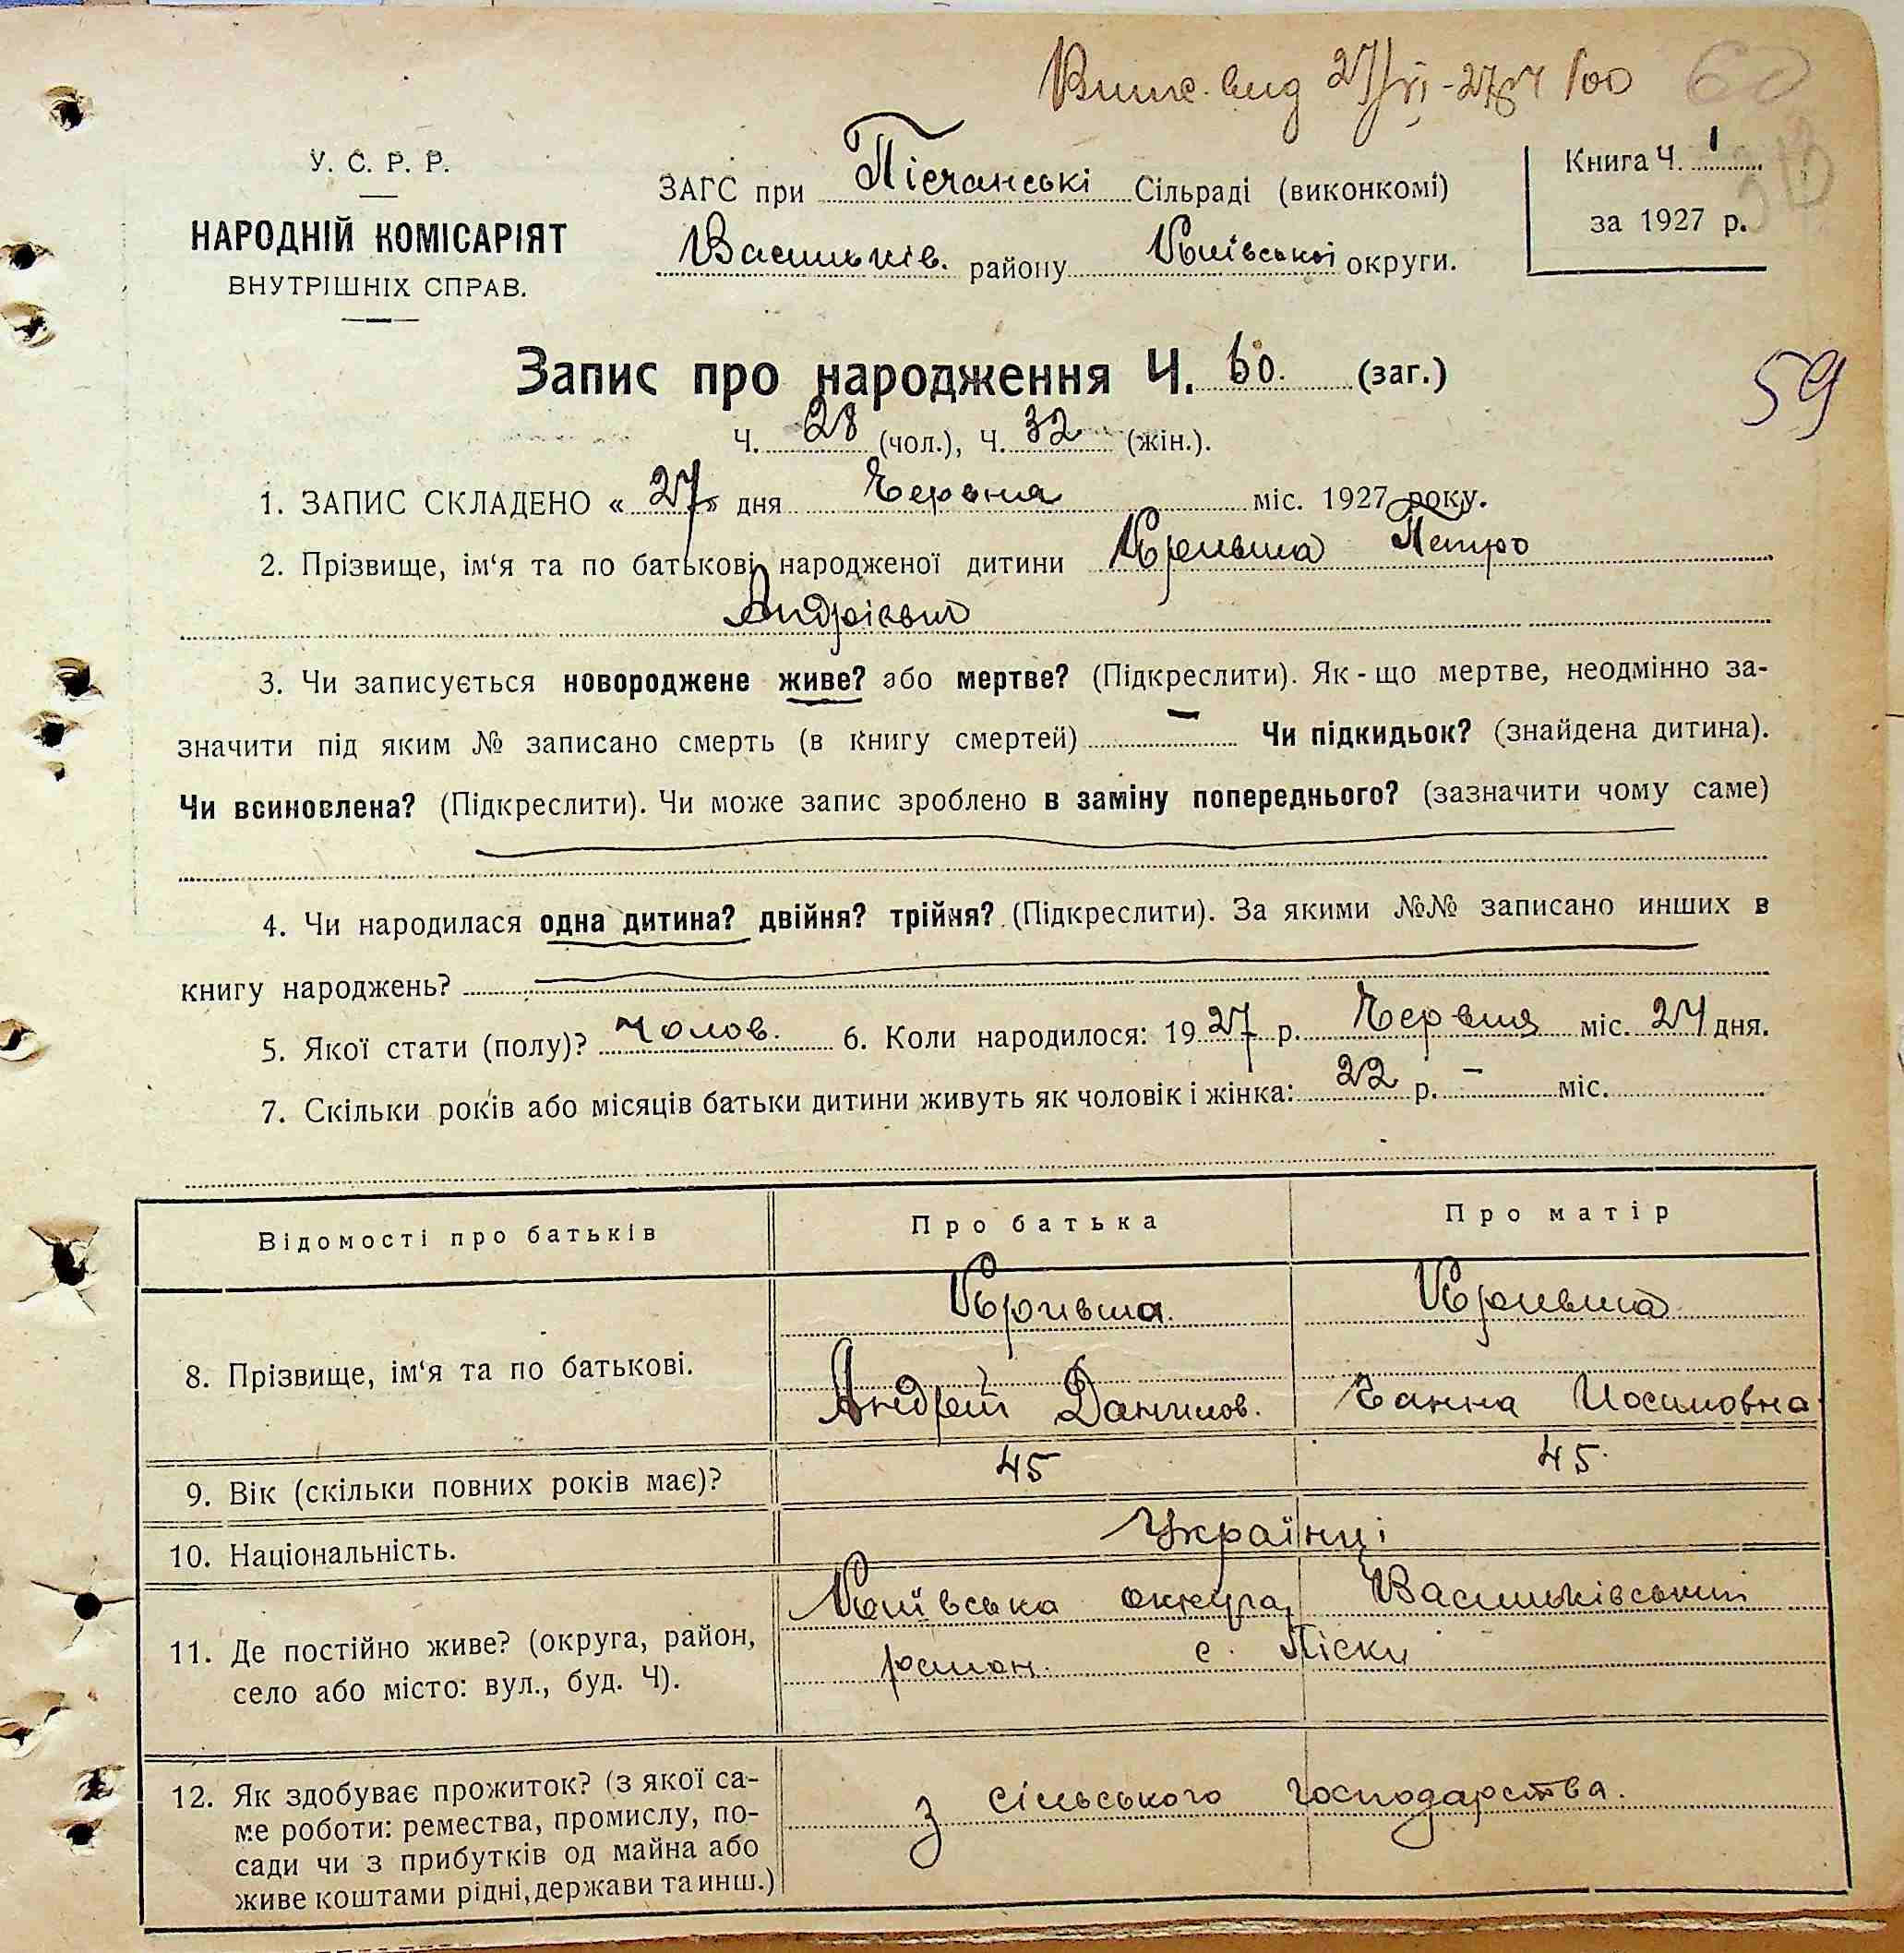 Випс. вид 27/VI-27
60
У. С. Р. Р.
НАРОДНІЙ КОМІСАРІЯТ
ВНУТРІШНІХ СПРАВ.
ЗАГС при Пісчанські Сільраді (виконкомі)
Васильків. району Київської округи.
Книга Ч. 1
за 1927 р.
Запис про народження Ч. 60. (заг.)
59
Ч. 28 (чол.), Ч. 32 (жін.).
1. ЗАПИС СКЛАДЕНО « 27 » дня Червня міс. 1927 року.
2. Прізвище, ім‘я та по батькові народженої дитини Кривша Петро
Андрієвич
3. Чи записується новороджене живе? або мертве? (Підкреслити). Як-що мертве, неодмінно за-
значити під яким № записано смерть (в книгу смертей) — Чи підкидьок? (знайдена дитина).
Чи всиновлена? (Підкреслити). Чи може запис зроблено в заміну попереднього? (зазначити чому саме)
4. Чи народилася одна дитина? двійня? трійня? (Підкреслити). За якими №№ записано инших в
книгу народжень?
5. Якої стати (полу)? Чолов. 6. Коли народилося: 1927 р. Червня міс. 24 дня.
7. Скільки років або місяців батьки дитини живуть як чоловік і жінка: 22 р. — міс.
Відомості про батьків Про батька Про матір
8. Прізвище, ім‘я та по батькові.
Кривша. Кривша
Андрей Данилов. Ганна Иосиповна
9. Вік (скільки повних років має)? 45 45.
10. Національність. Українці
11. Де постійно живе? (округа, район,
село або місто: вул., буд. Ч).
Київська округа, Васильківський
район. с. Піски
12. Як здобуває прожиток? (з якої са-
ме роботи: ремества, промислу, по-
сади чи з прибутків од майна або
живе коштами рідні, держави та инш.)
З сільського господарства.